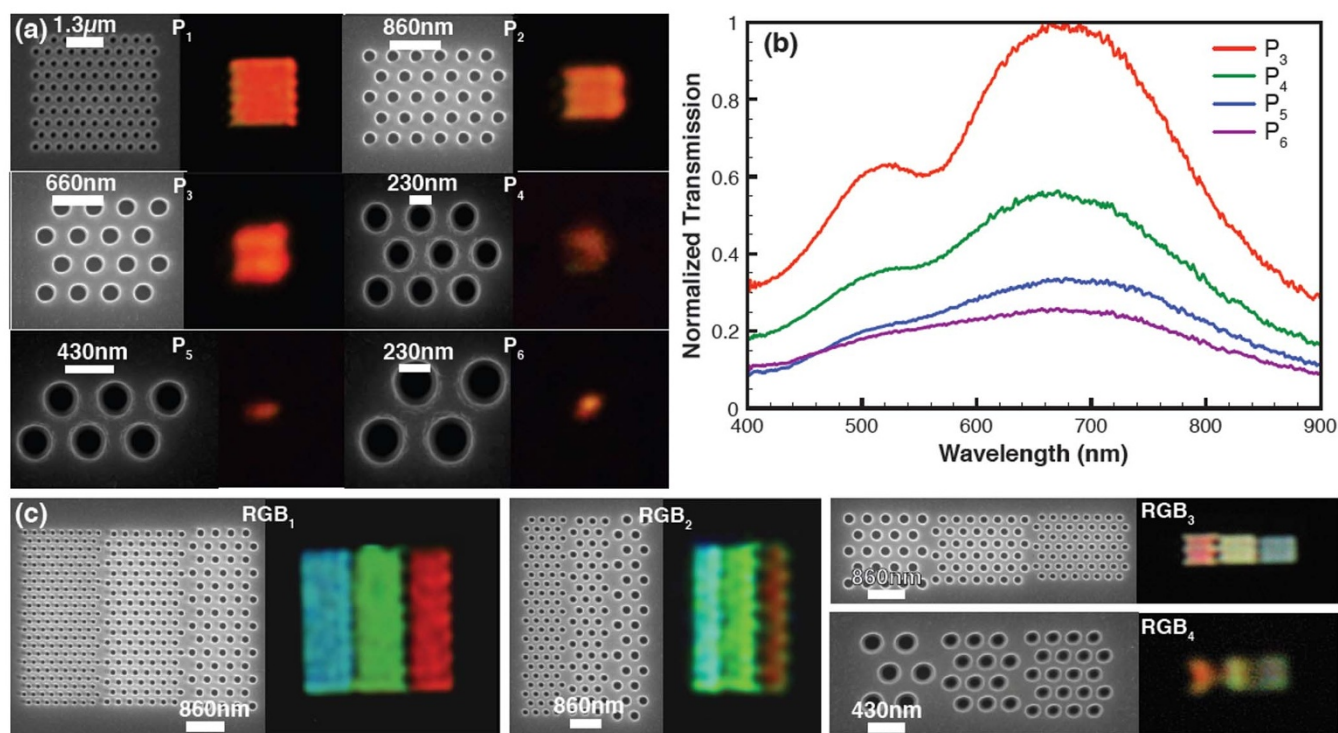 (a) 1.3μm P1 860nm P2
660nm P3 230nm P4
430nm P5 230nm P6
(b)
P3
P4
P5
P6
Normalized Transmission
1
0.8
0.6
0.4
0.2
0
400 500 600 700 800 900
Wavelength (nm)
(c) RGB1 RGB2 RGB3
860nm 860nm 860nm
RGB4
430nm